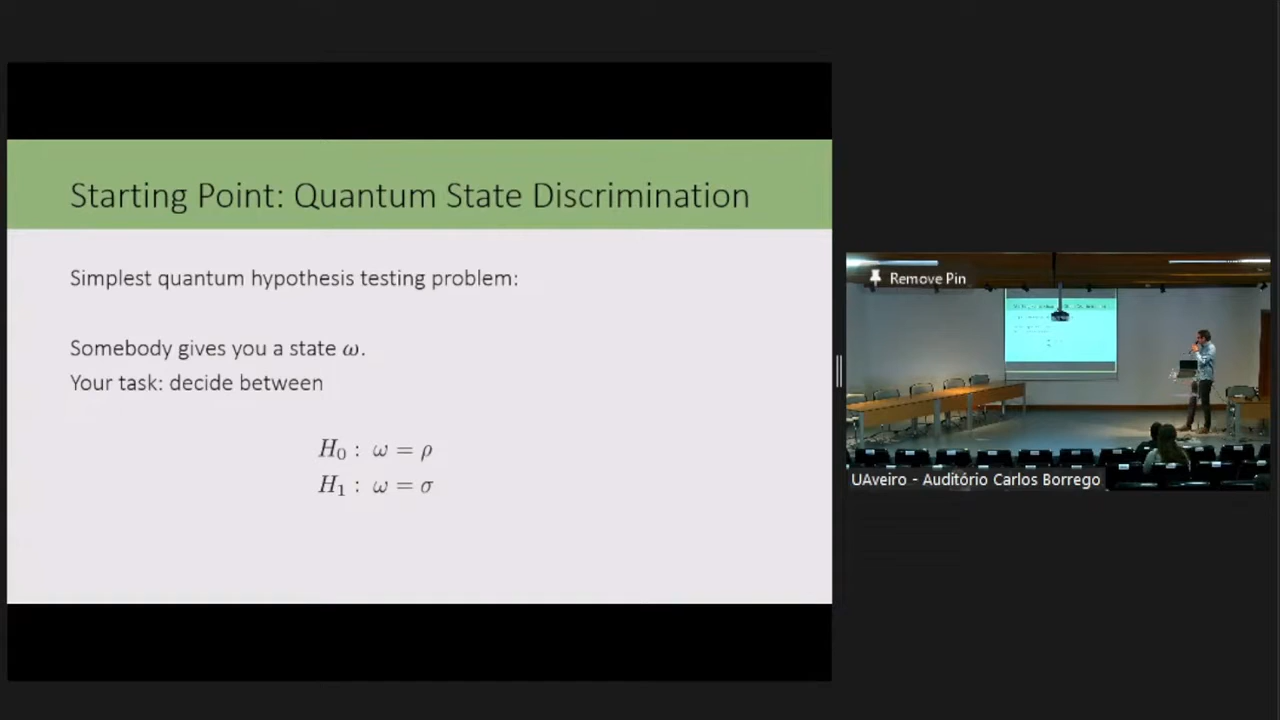 Starting Point: Quantum State Discrimination
Simplest quantum hypothesis testing problem:
Somebody gives you a state ω.
Your task: decide between
H₀ : ω = ρ
H₁ : ω = σ
Remove Pin
UAveiro - Auditório Carlos Borrego